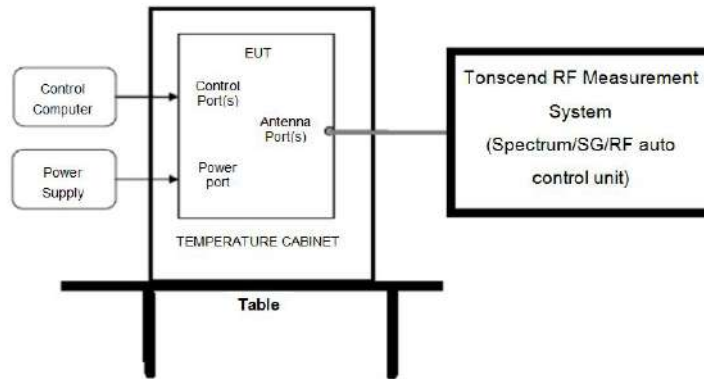 EUT
Control
Computer
Control
Port(s)
Antenna
Port(s)
Power
Supply
Power
port
TEMPERATURE CABINET
Table
Tonscend RF Measurement
System
(Spectrum/SG/RF auto
control unit)